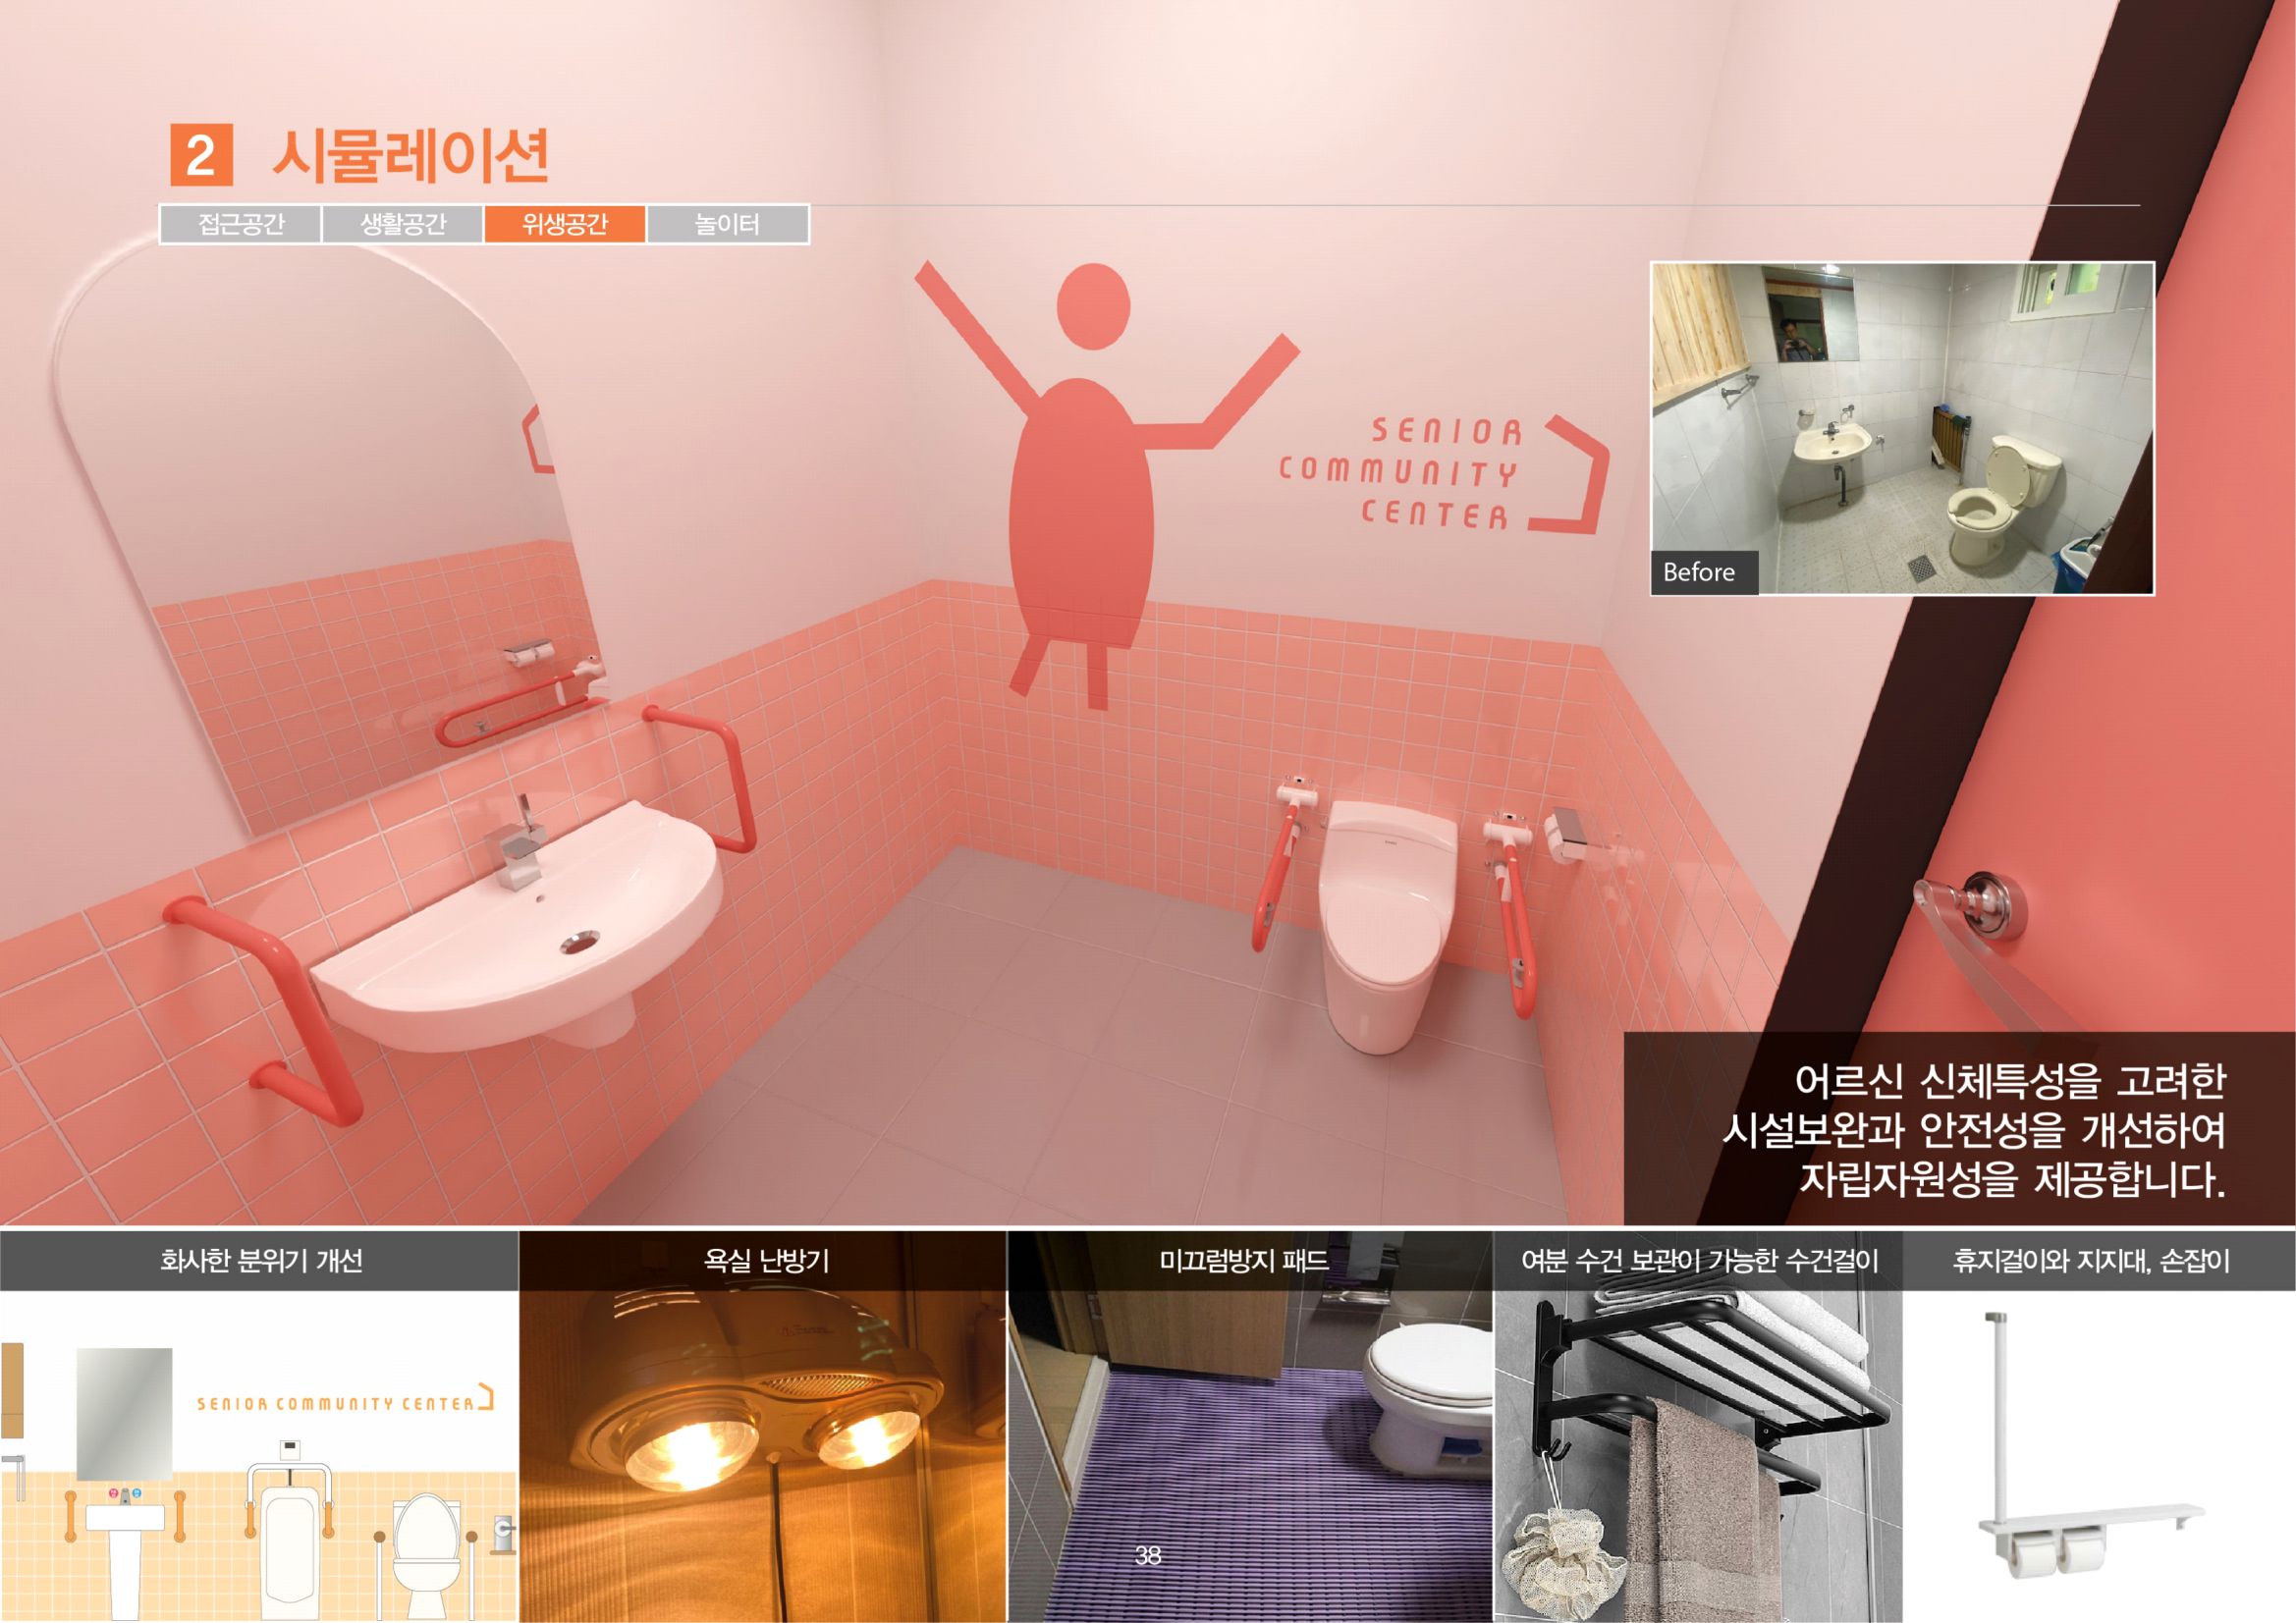 2 시뮬레이션
접근공간 생활공간 위생공간 놀이터
SENIOR
COMMUNITY
CENTER
Before
어르신 신체특성을 고려한
시설보완과 안전성을 개선하여
자립자원성을 제공합니다.
화사한 분위기 개선
욕실 난방기
미끄럼방지 패드
여분 수건 보관이 가능한 수건걸이
휴지걸이와 지지대, 손잡이
SENIOR COMMUNITY CENTER
38